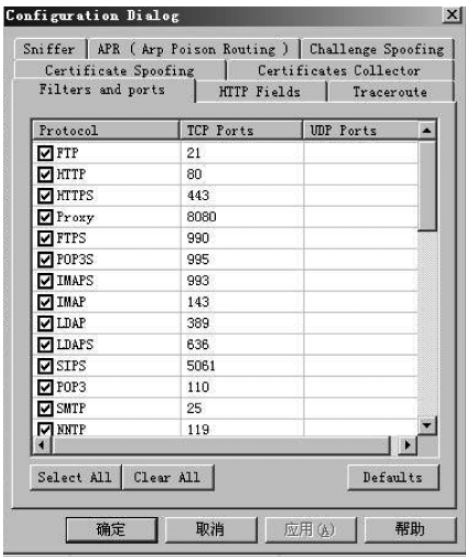 Configuration Dialog
Sniffer APR ( Arp Poison Routing ) Challenge Spoofing
Certificate Spoofing Certificates Collector
Filters and ports HTTP Fields Traceroute
Protocol TCP Ports UDP Ports
FTP 21
HTTP 80
HTTPS 443
Proxy 8080
FTPS 990
POP3S 995
IMAPS 993
IMAP 143
LDAP 389
LDAPS 636
SIPS 5061
POP3 110
SMTP 25
NNTP 119
Select All Clear All Defaults
确定 取消 应用(A) 帮助